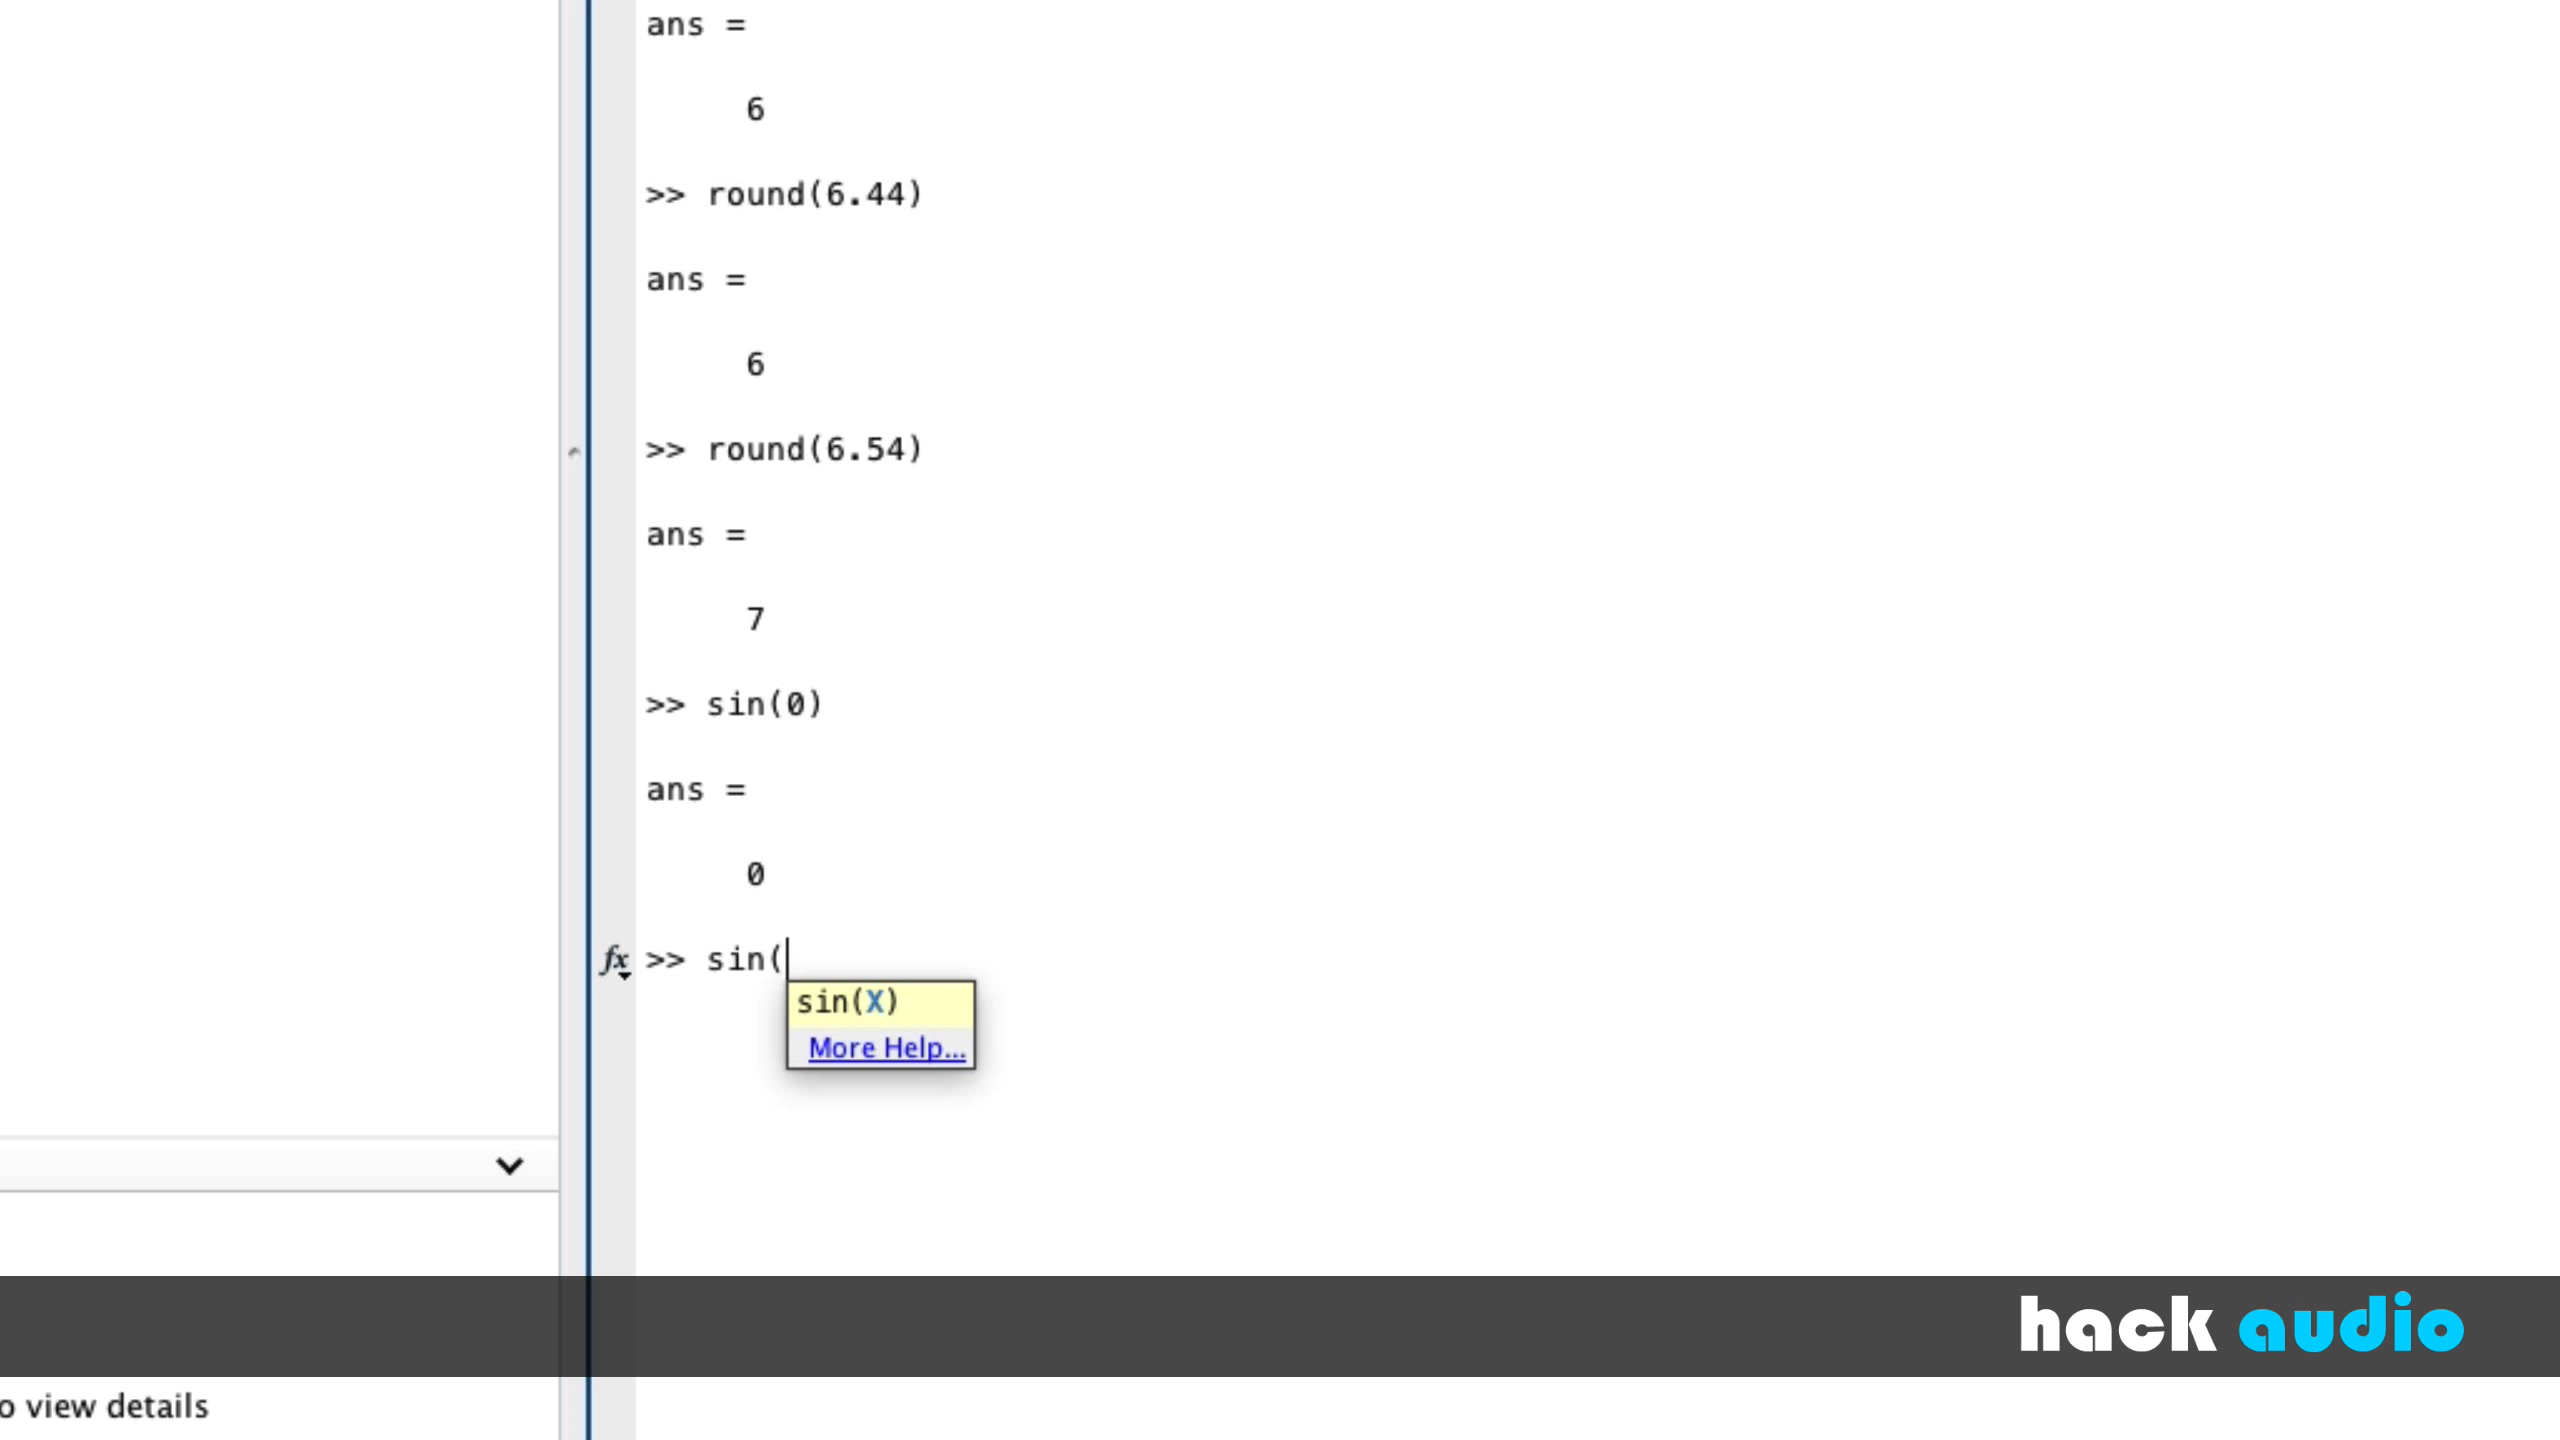 ans =
6
>> round(6.44)
ans =
6
>> round(6.54)
ans =
7
>> sin(0)
ans =
0
fx >> sin(
sin(X)
More Help...
hack audio
o view details